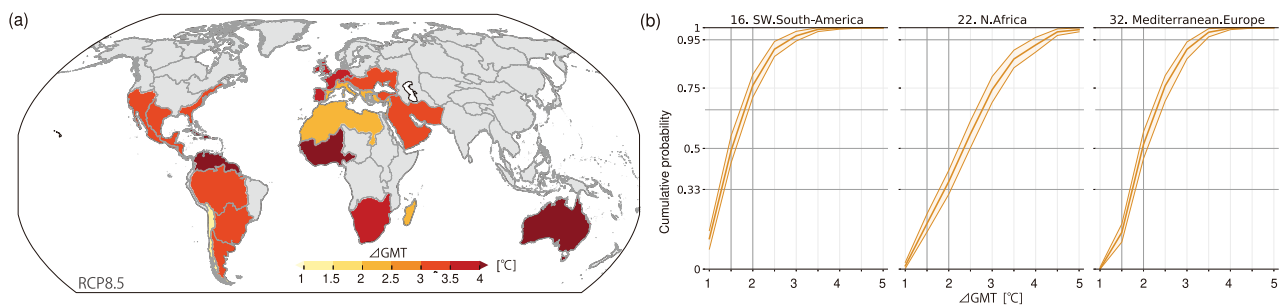 (a)
RCP8.5
⊿GMT
[℃]
1 1.5 2 2.5 3 3.5 4
(b)
16. SW.South-America 22. N.Africa 32. Mediterranean.Europe
Cumulative probability
1
0.95
0.75
0.5
0.33
0
1 2 3 4 5 1 2 3 4 5 1 2 3 4 5
⊿GMT [℃]